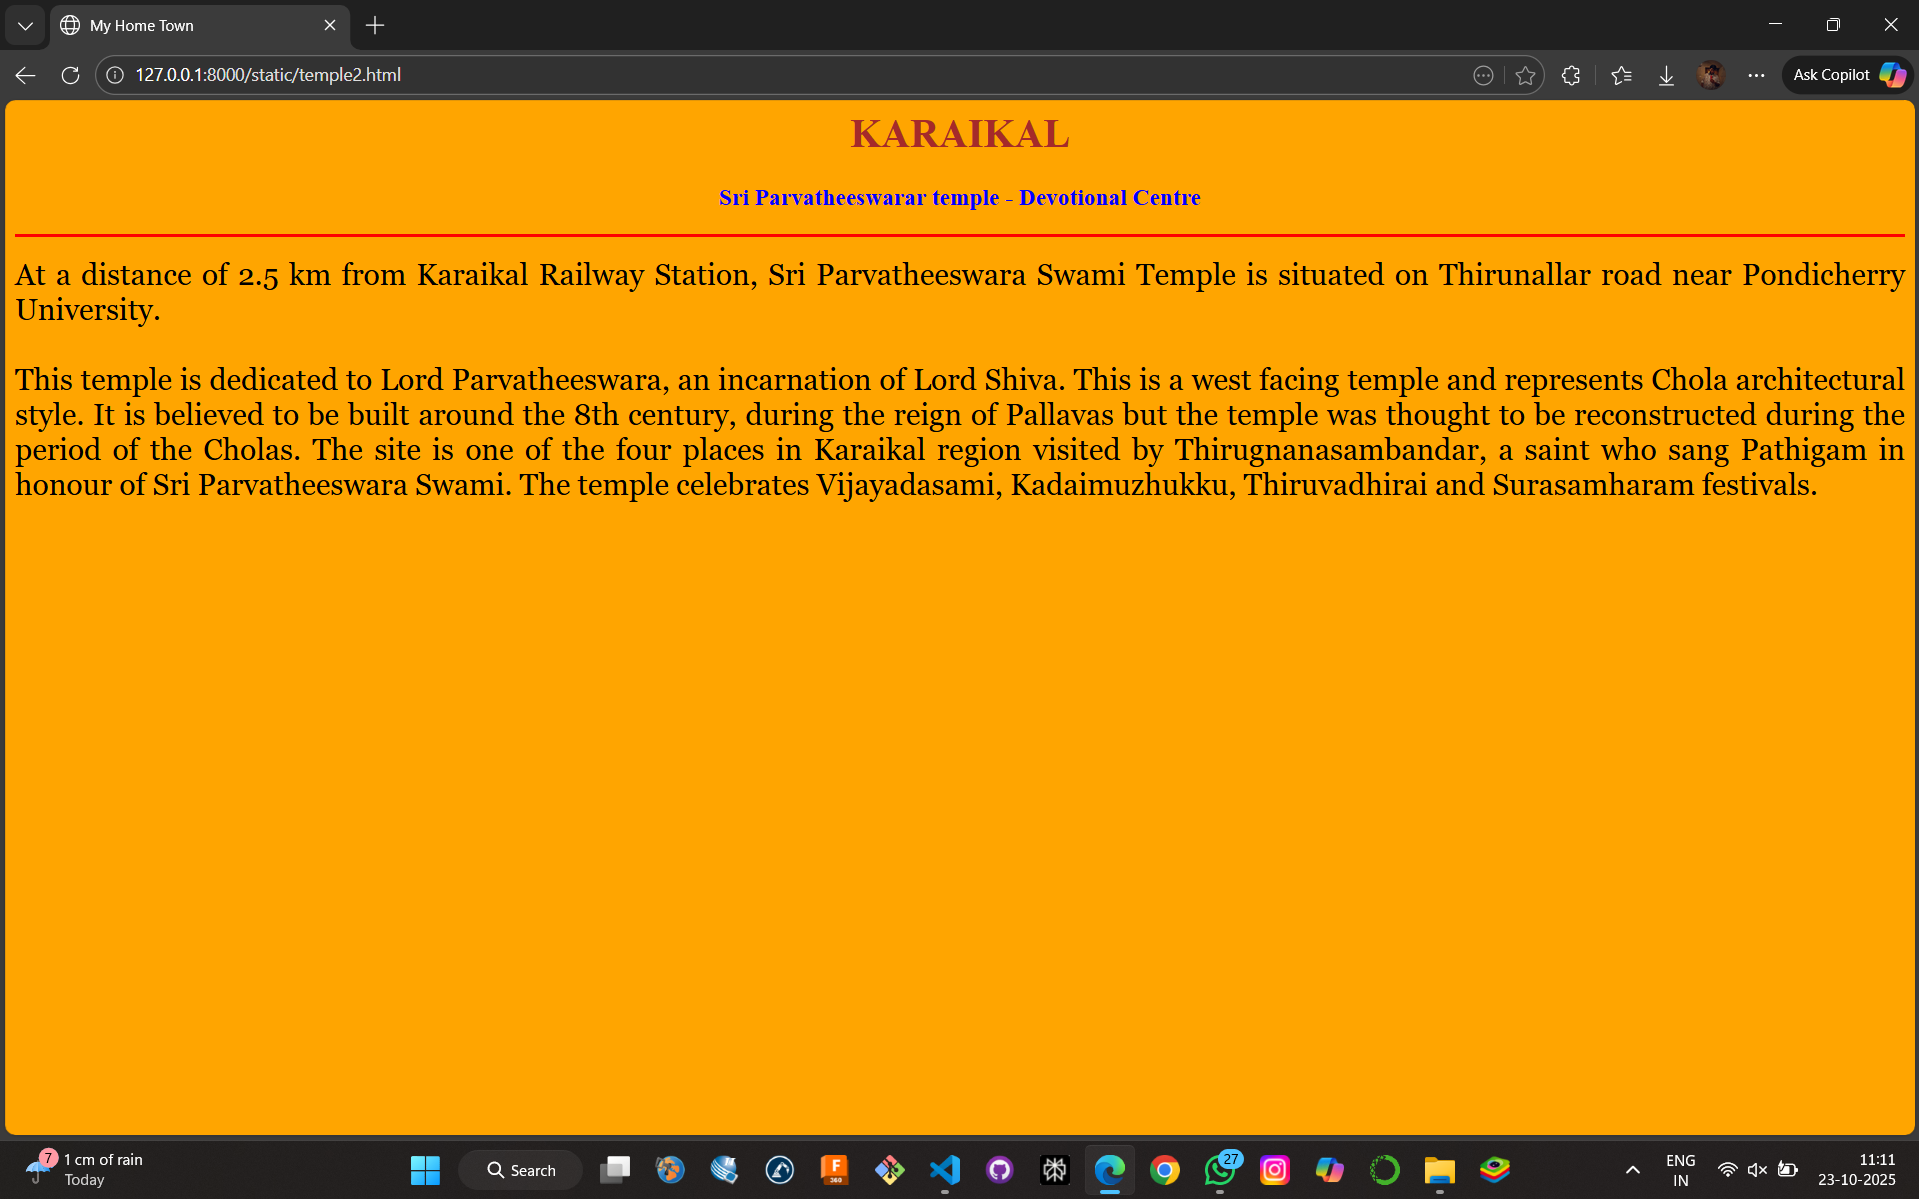 My Home Town
127.0.0.1:8000/static/temple2.html
Ask Copilot
KARAIKAL
Sri Parvatheeswarar temple - Devotional Centre
At a distance of 2.5 km from Karaikal Railway Station, Sri Parvatheeswara Swami Temple is situated on Thirunallar road near Pondicherry
University.
This temple is dedicated to Lord Parvatheeswara, an incarnation of Lord Shiva. This is a west facing temple and represents Chola architectural
style. It is believed to be built around the 8th century, during the reign of Pallavas but the temple was thought to be reconstructed during the
period of the Cholas. The site is one of the four places in Karaikal region visited by Thirugnanasambandar, a saint who sang Pathigam in
honour of Sri Parvatheeswara Swami. The temple celebrates Vijayadasami, Kadaimuzhukku, Thiruvadhirai and Surasamharam festivals.
7
1 cm of rain
Today
Search
F
360
27
ENG
IN
11:11
23-10-2025